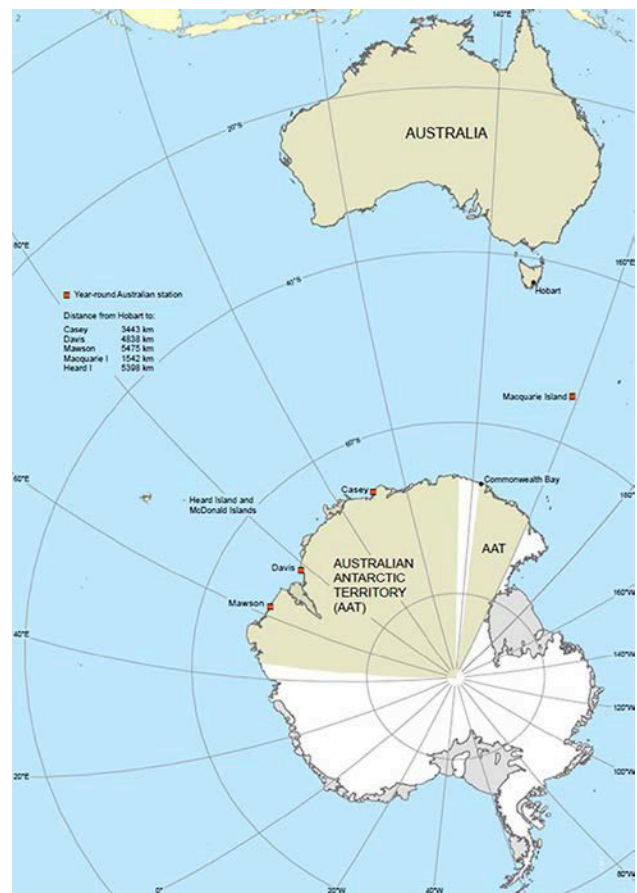 140°E
AUSTRALIA
20°S
80°E
160°E
40°S
Hobart
Year-round Australian station
Distance from Hobart to:
Casey 3443 km
Davis 4838 km
Mawson 5475 km
Macquarie I 1542 km
Heard I 5398 km
Macquarie Island
60°S
60°E
Casey
Commonwealth Bay
180°
Heard Island and
McDonald Islands
AAT
AUSTRALIAN
ANTARCTIC
TERRITORY
(AAT)
Davis
160°W
Mawson
40°E
140°W
120°W
100°W
20°E
80°W
0°
20°W
40°W